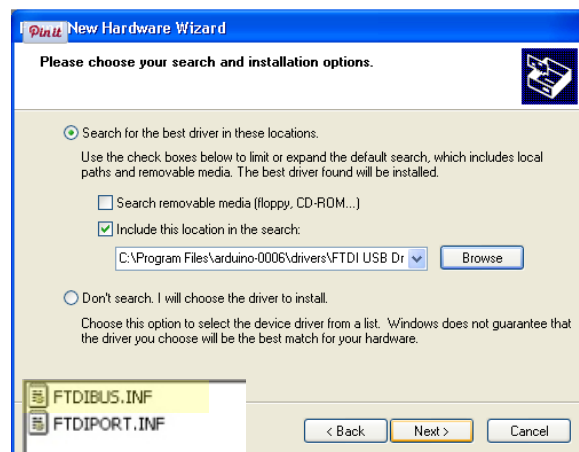 Pinit New Hardware Wizard
Please choose your search and installation options.
Search for the best driver in these locations.
Use the check boxes below to limit or expand the default search, which includes local
paths and removable media. The best driver found will be installed.
Search removable media (floppy, CD-ROM...)
Include this location in the search:
C:\Program Files\arduino-0006\drivers\FTDI USB Dr
Browse
Don't search. I will choose the driver to install.
Choose this option to select the device driver from a list. Windows does not guarantee that
the driver you choose will be the best match for your hardware.
FTDIBUS.INF
FTDIPORT.INF
< Back Next > Cancel